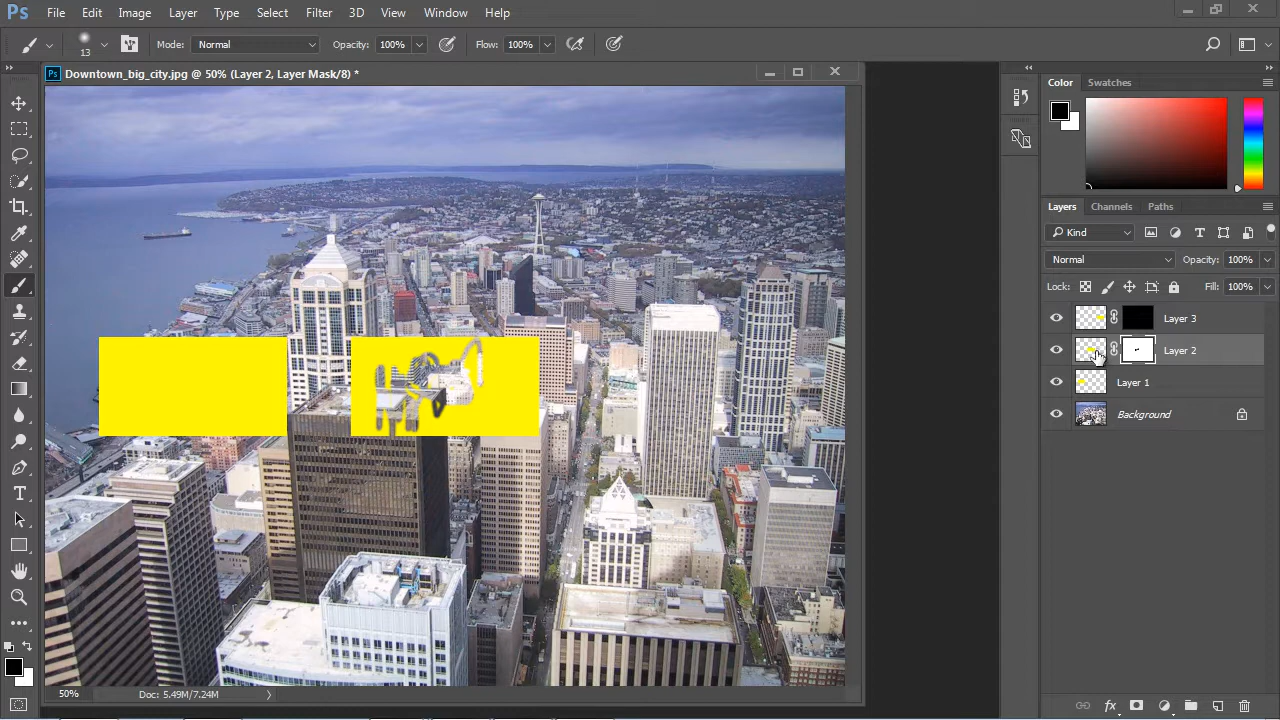 Ps File Edit Image Layer Type Select Filter 3D View Window Help
13 Mode: Normal Opacity: 100% Flow: 100%
Ps Downtown_big_city.jpg @ 50% (Layer 2, Layer Mask/8) *
Color Swatches
Layers Channels Paths
Kind
Normal Opacity: 100%
Lock: Fill: 100%
Layer 3
Layer 2
Layer 1
Background
50% Doc: 5.49M/7.24M